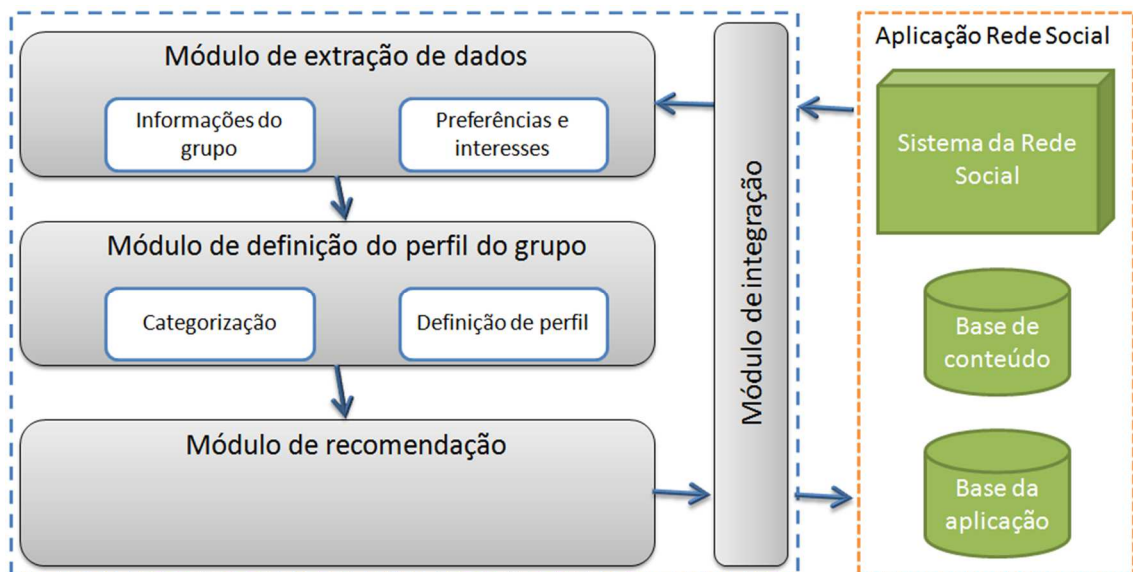 Módulo de extração de dados
Informações do
grupo
Preferências e
interesses
Módulo de definição do perfil do grupo
Categorização
Definição de perfil
Módulo de recomendação
Módulo de integração
Aplicação Rede Social
Sistema da Rede
Social
Base de
conteúdo
Base da
aplicação